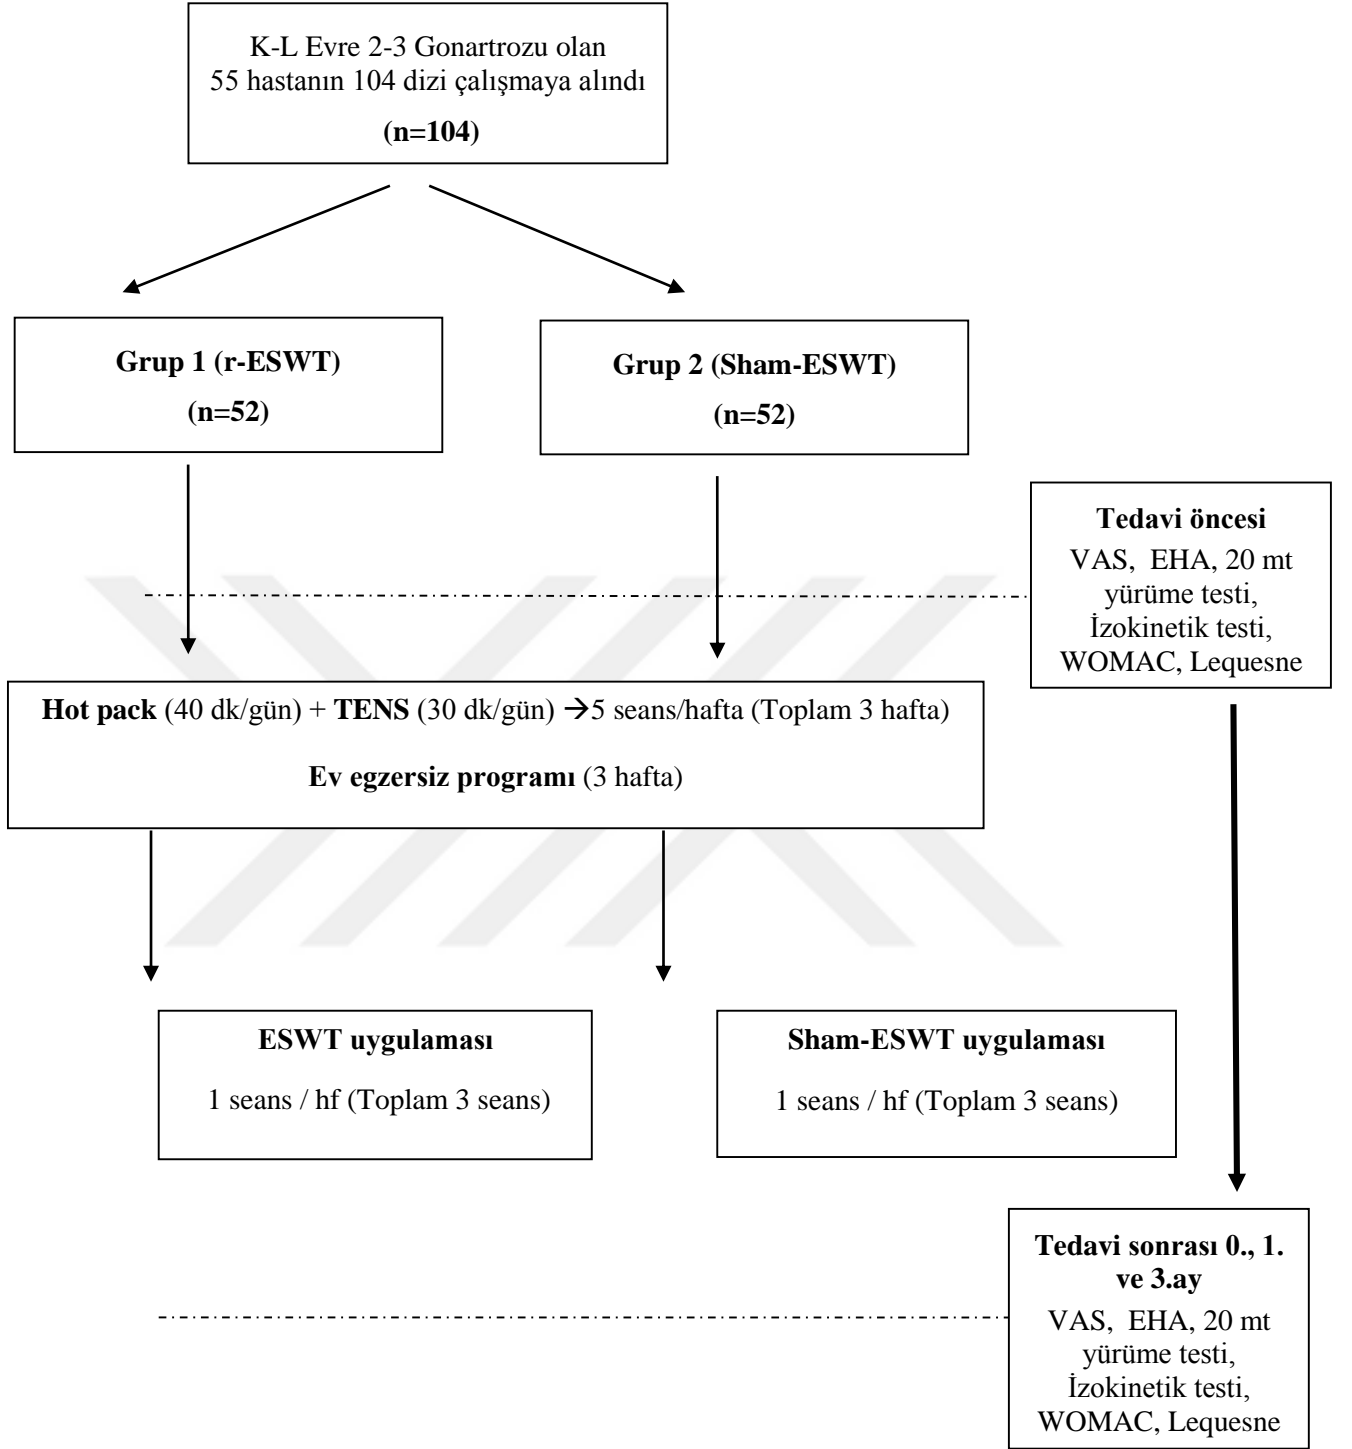 K-L Evre 2-3 Gonartrozu olan
55 hastanın 104 dizi çalışmaya alındı
(n=104)
Grup 1 (r-ESWT)
(n=52)
Grup 2 (Sham-ESWT)
(n=52)
Tedavi öncesi
VAS, EHA, 20 mt
yürüme testi,
İzokinetik testi,
WOMAC, Lequesne
Hot pack (40 dk/gün) + TENS (30 dk/gün) →5 seans/hafta (Toplam 3 hafta)
Ev egzersiz programı (3 hafta)
ESWT uygulaması
1 seans / hf (Toplam 3 seans)
Sham-ESWT uygulaması
1 seans / hf (Toplam 3 seans)
Tedavi sonrası 0., 1.
ve 3.ay
VAS, EHA, 20 mt
yürüme testi,
İzokinetik testi,
WOMAC, Lequesne